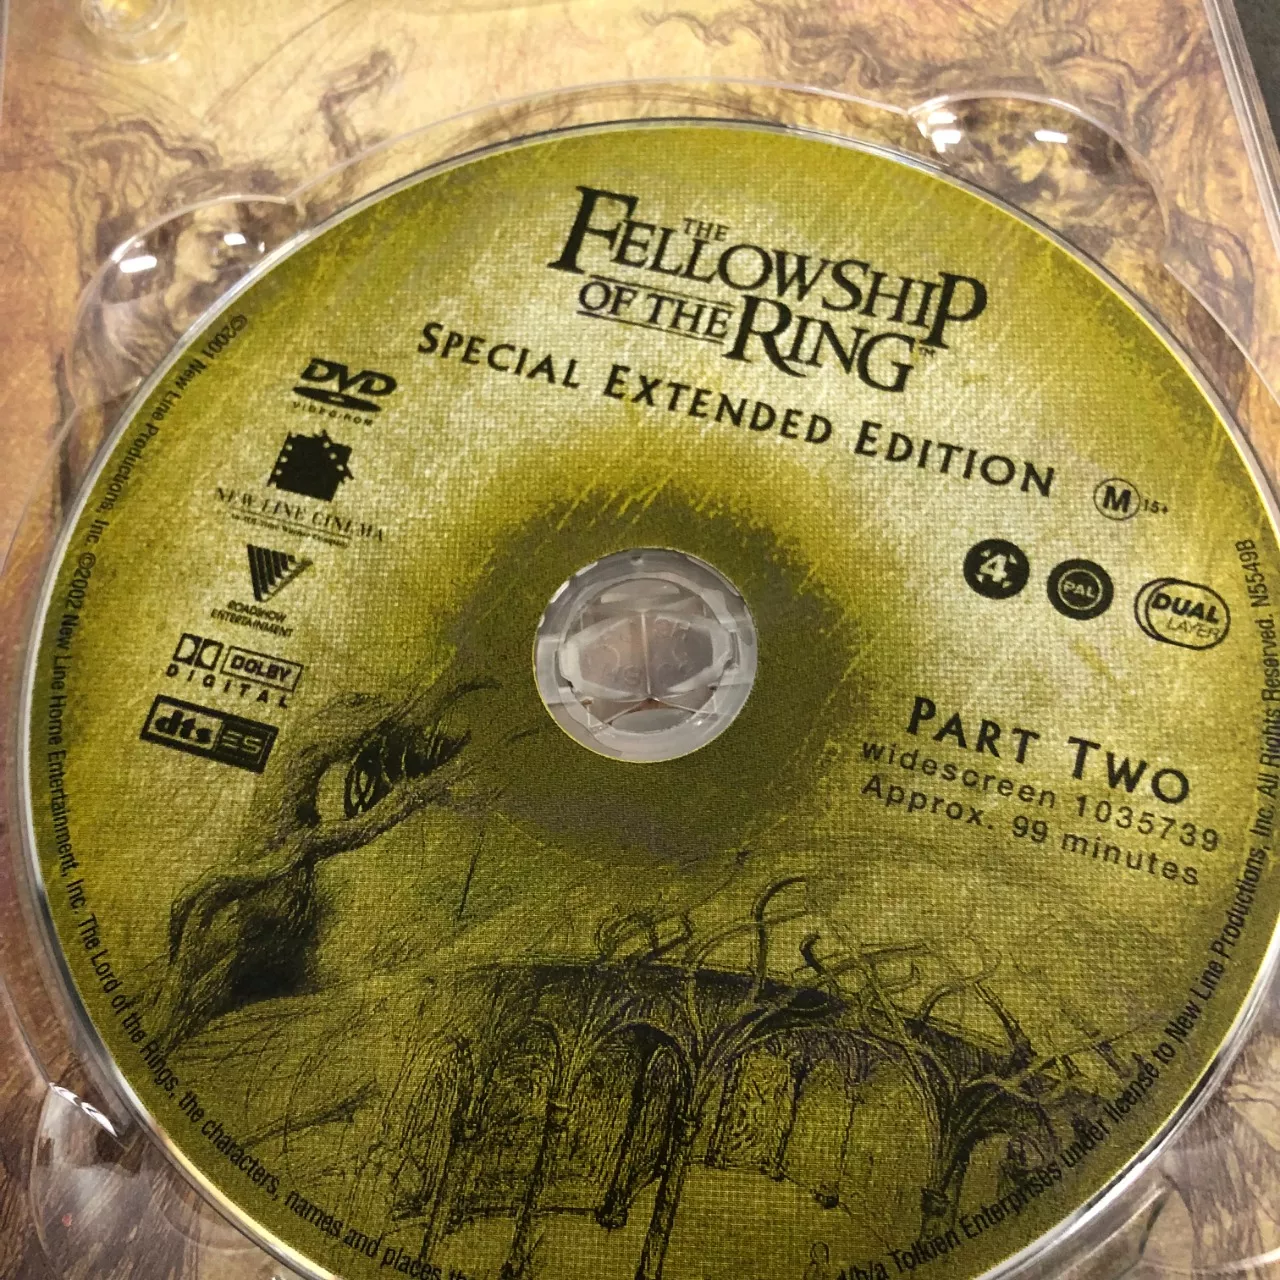 THE
FELLOWSHIP
OF THE RING™
SPECIAL EXTENDED EDITION
M 15+
DVD
VIDEO-ROM
NEW LINE CINEMA
ROADSHOW
ENTERTAINMENT
DOLBY
DIGITAL
dts ES
4
PAL
DUAL
LAYER
PART TWO
widescreen 1035739
Approx. 99 minutes
©2001 New Line Productions, Inc ©2002 New Line Home Entertainment, Inc. The Lord of the Rings, the characters, names and places
d/b/a Tolkien Enterprises under license to New Line Productions, Inc. All Rights Reserved. N5549B